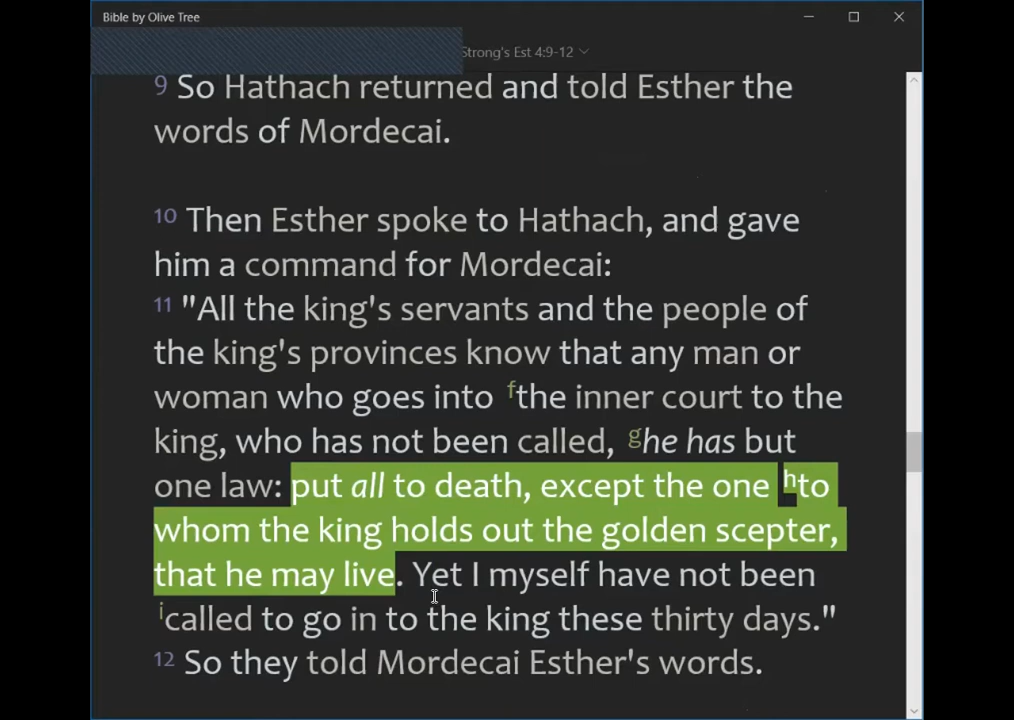 Bible by Olive Tree
Strong's Est 4:9-12
9 So Hathach returned and told Esther the
words of Mordecai.
10 Then Esther spoke to Hathach, and gave
him a command for Mordecai:
11 "All the king's servants and the people of
the king's provinces know that any man or
woman who goes into fthe inner court to the
king, who has not been called, ghe has but
one law: put all to death, except the one hto
whom the king holds out the golden scepter,
that he may live. Yet I myself have not been
icalled to go in to the king these thirty days."
12 So they told Mordecai Esther's words.